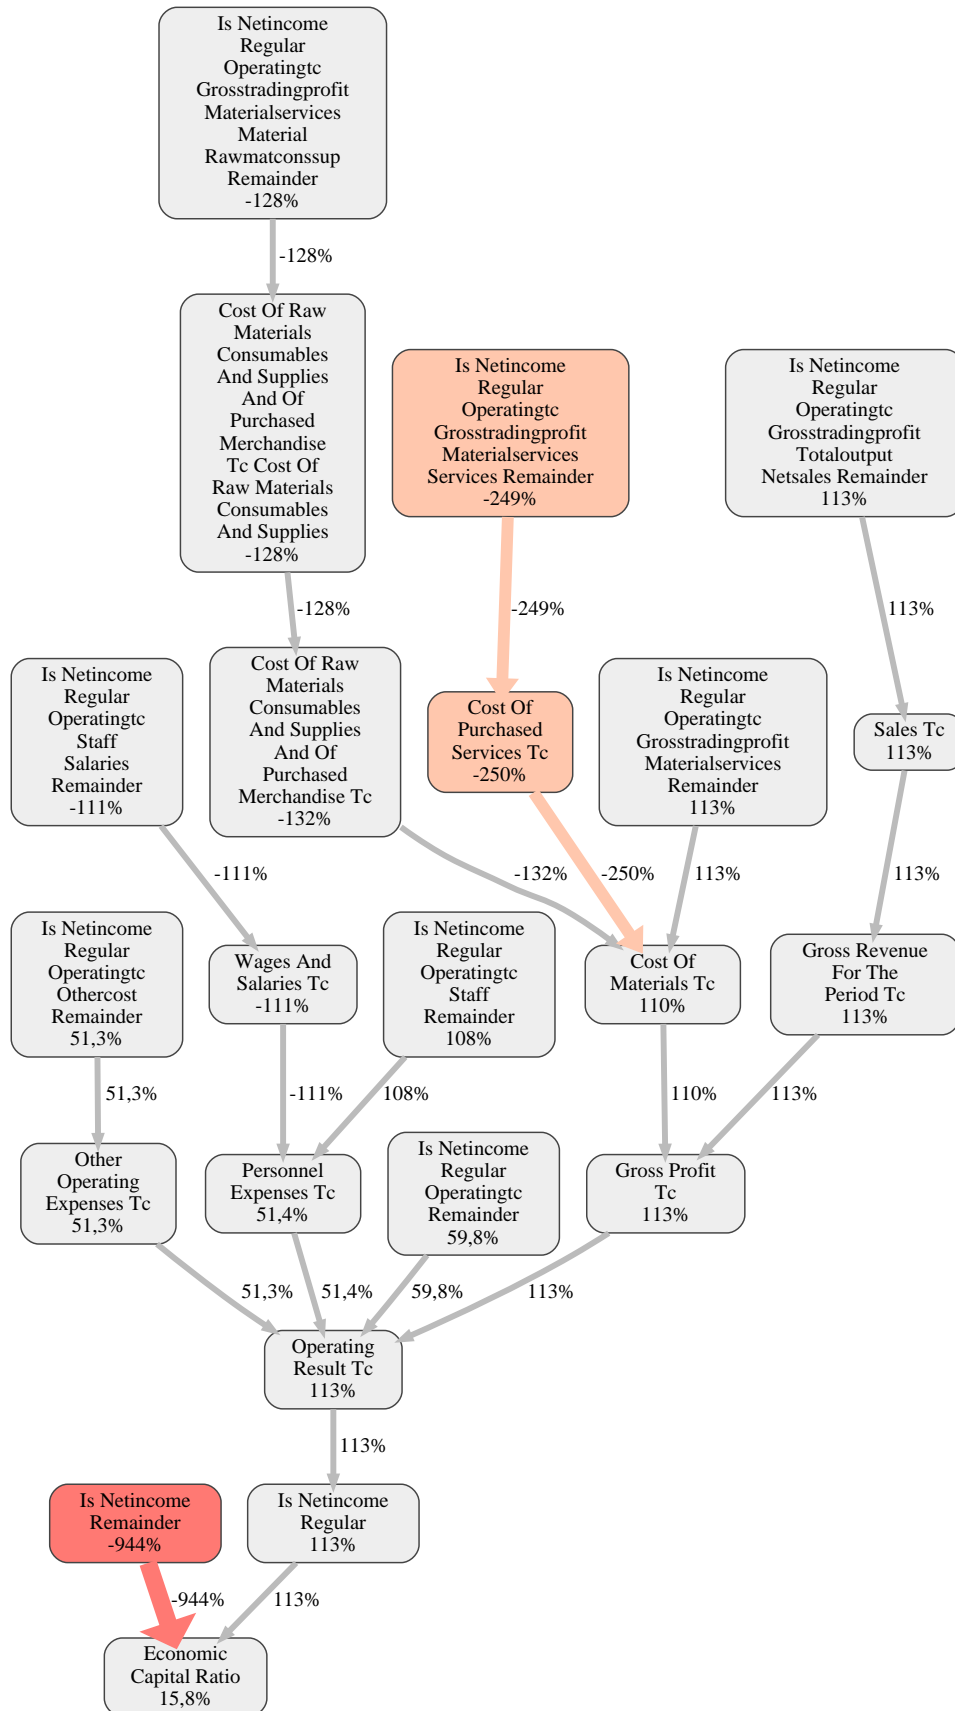 Is Netincome
Regular
Operatingtc
Grosstradingprofit
Materialservices
Material
Rawmatconssup
Remainder
-128%
-128%
Cost Of Raw
Materials
Consumables
And Supplies
And Of
Purchased
Merchandise
Tc Cost Of
Raw Materials
Consumables
And Supplies
-128%
Is Netincome
Regular
Operatingtc
Grosstradingprofit
Materialservices
Services Remainder
-249%
Is Netincome
Regular
Operatingtc
Grosstradingprofit
Totaloutput
Netsales Remainder
113%
-128%
-249%
113%
Is Netincome
Regular
Operatingtc
Staff
Salaries
Remainder
-111%
Cost Of Raw
Materials
Consumables
And Supplies
And Of
Purchased
Merchandise Tc
-132%
Cost Of
Purchased
Services Tc
-250%
Is Netincome
Regular
Operatingtc
Grosstradingprofit
Materialservices
Remainder
113%
Sales Tc
113%
-111%
-132%
-250%
113%
113%
Is Netincome
Regular
Operatingtc
Othercost
Remainder
51,3%
Wages And
Salaries Tc
-111%
Is Netincome
Regular
Operatingtc
Staff
Remainder
108%
Cost Of
Materials Tc
110%
Gross Revenue
For The
Period Tc
113%
51,3%
-111%
108%
110%
113%
Other
Operating
Expenses Tc
51,3%
Personnel
Expenses Tc
51,4%
Is Netincome
Regular
Operatingtc
Remainder
59,8%
Gross Profit
Tc
113%
51,3%
51,4%
59,8%
113%
Operating
Result Tc
113%
113%
Is Netincome
Remainder
-944%
Is Netincome
Regular
113%
-944%
113%
Economic
Capital Ratio
15,8%